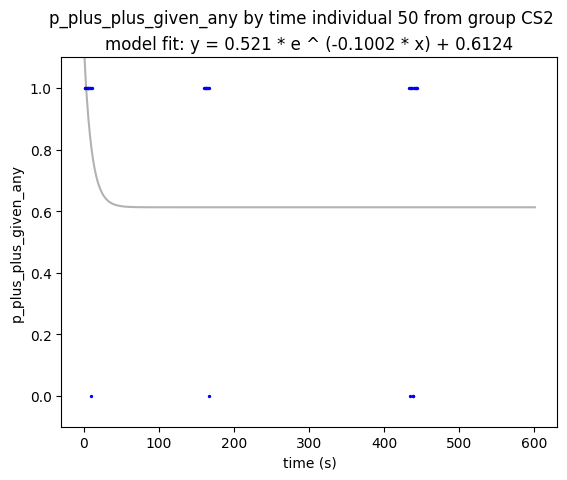 p_plus_plus_given_any by time individual 50 from group CS2
model fit: y = 0.521 * e ^ (-0.1002 * x) + 0.6124
p_plus_plus_given_any
1.0
0.8
0.6
0.4
0.2
0.0
0 100 200 300 400 500 600
time (s)